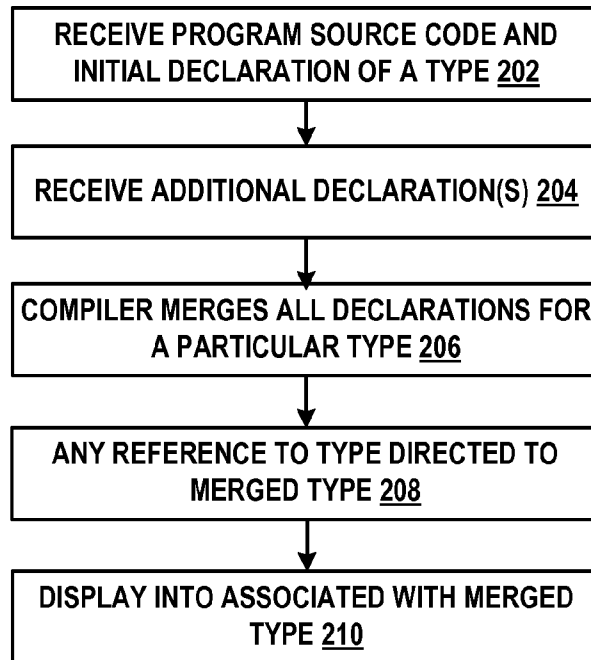 RECEIVE PROGRAM SOURCE CODE AND
INITIAL DECLARATION OF A TYPE 202
RECEIVE ADDITIONAL DECLARATION(S) 204
COMPILER MERGES ALL DECLARATIONS FOR
A PARTICULAR TYPE 206
ANY REFERENCE TO TYPE DIRECTED TO
MERGED TYPE 208
DISPLAY INTO ASSOCIATED WITH MERGED
TYPE 210